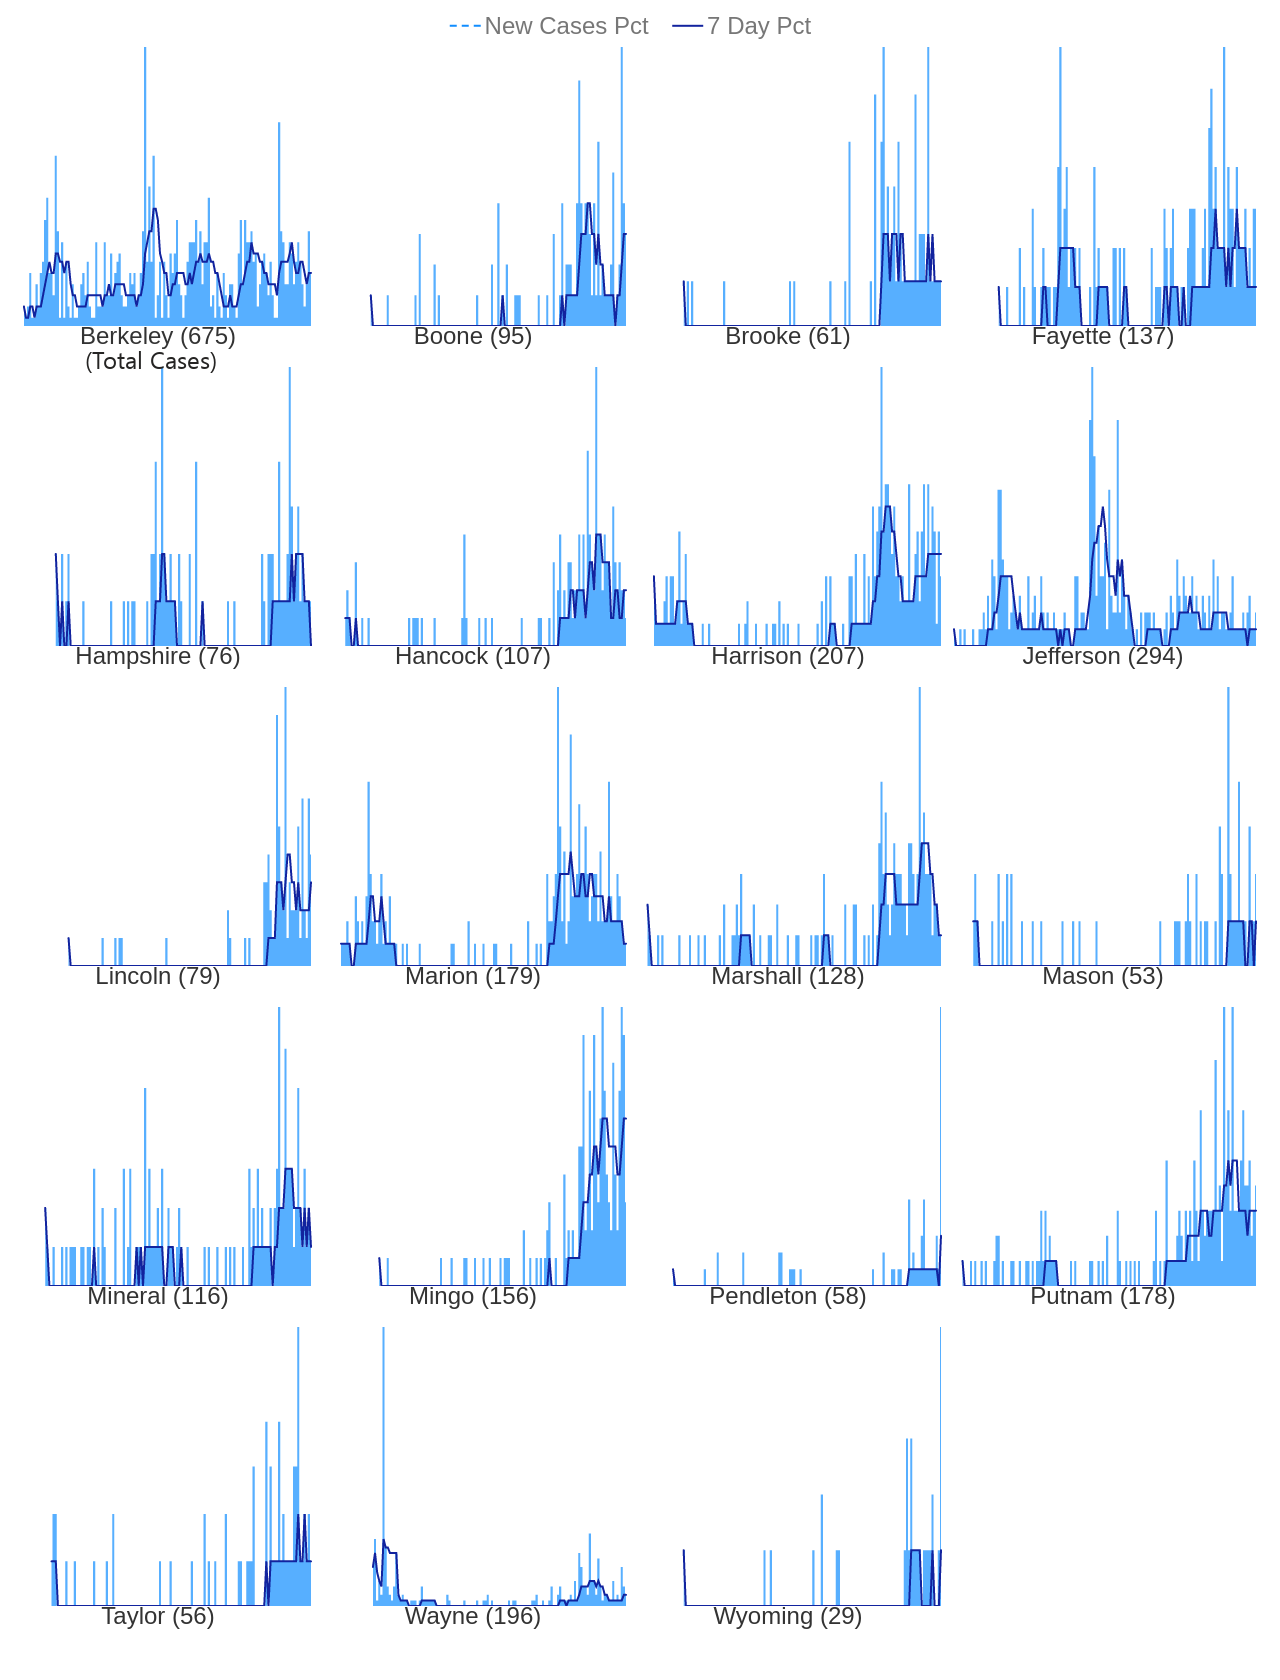 New Cases Pct 7 Day Pct
Berkeley (675) Boone (95) Brooke (61) Fayette (137)
(Total Cases)
Hampshire (76) Hancock (107) Harrison (207) Jefferson (294)
Lincoln (79) Marion (179) Marshall (128) Mason (53)
Mineral (116) Mingo (156) Pendleton (58) Putnam (178)
Taylor (56) Wayne (196) Wyoming (29)